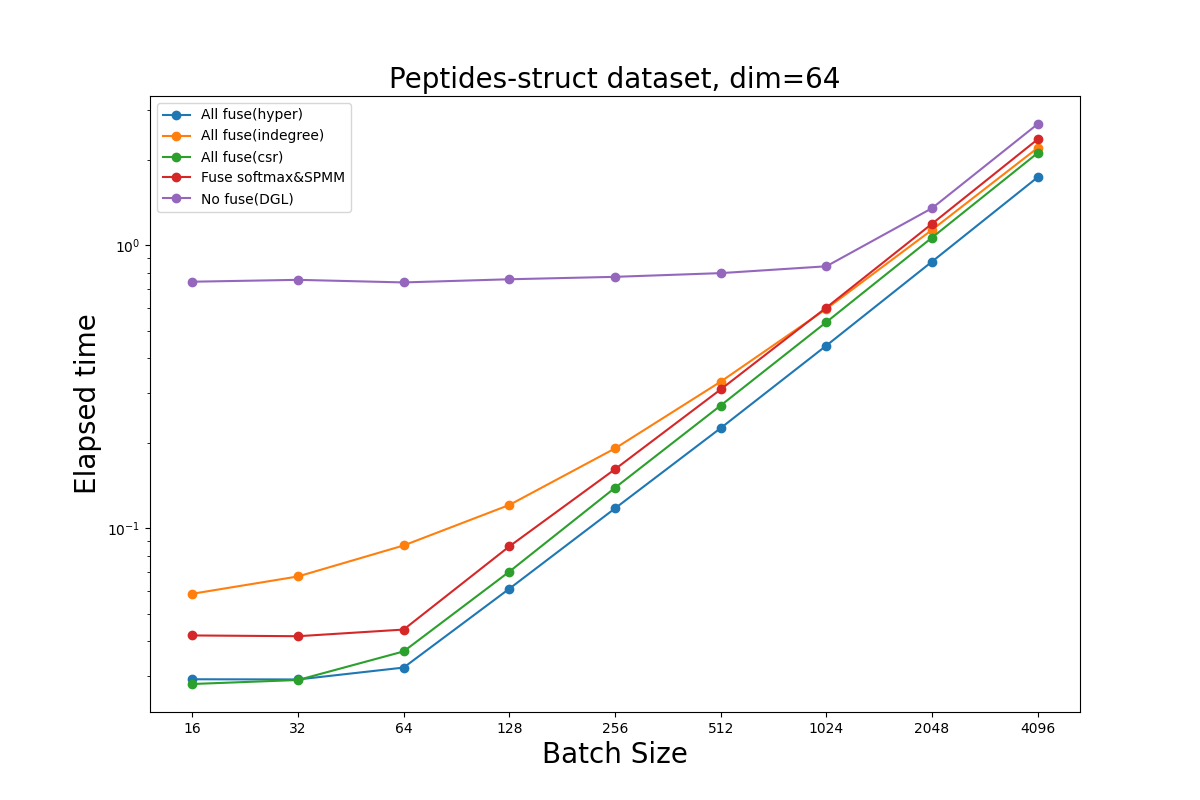 Peptides-struct dataset, dim=64
All fuse(hyper)
All fuse(indegree)
All fuse(csr)
Fuse softmax&SPMM
No fuse(DGL)
Elapsed time
10⁰
10⁻¹
16 32 64 128 256 512 1024 2048 4096
Batch Size